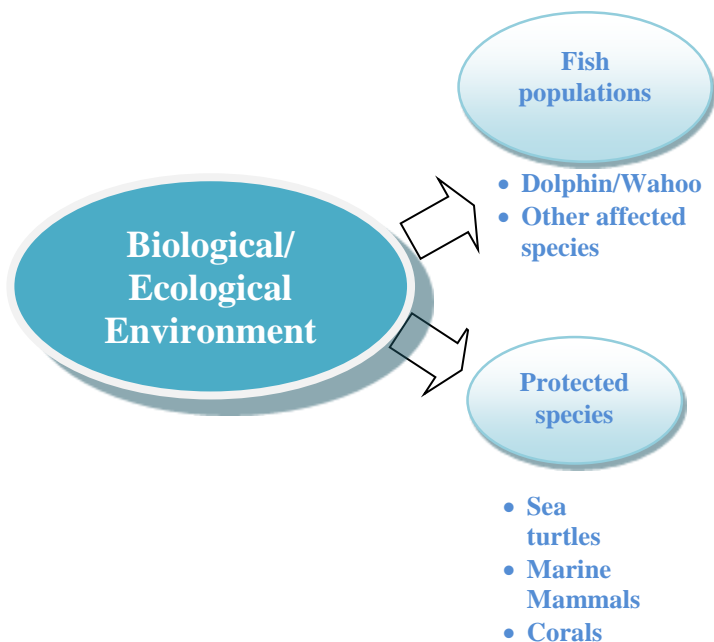 Fish
populations
• Dolphin/Wahoo
• Other affected
species
Biological/
Ecological
Environment
Protected
species
• Sea
turtles
• Marine
Mammals
• Corals